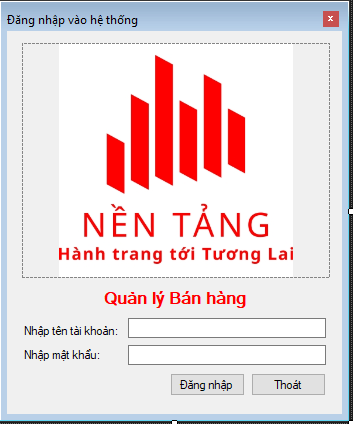 Đăng nhập vào hệ thống
x
NỀN TẢNG
Hành trang tới Tương Lai
Quản lý Bán hàng
Nhập tên tài khoản:
Nhập mật khẩu:
Đăng nhập Thoát